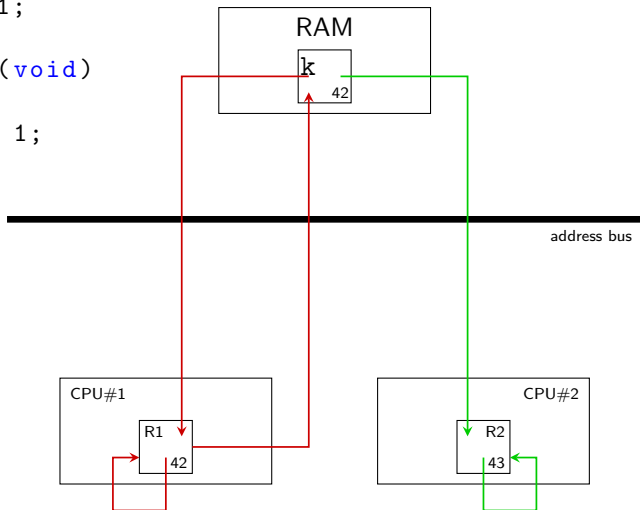 1;
(void)
1;
RAM
k
42
address bus
CPU#1
R1
42
CPU#2
R2
43